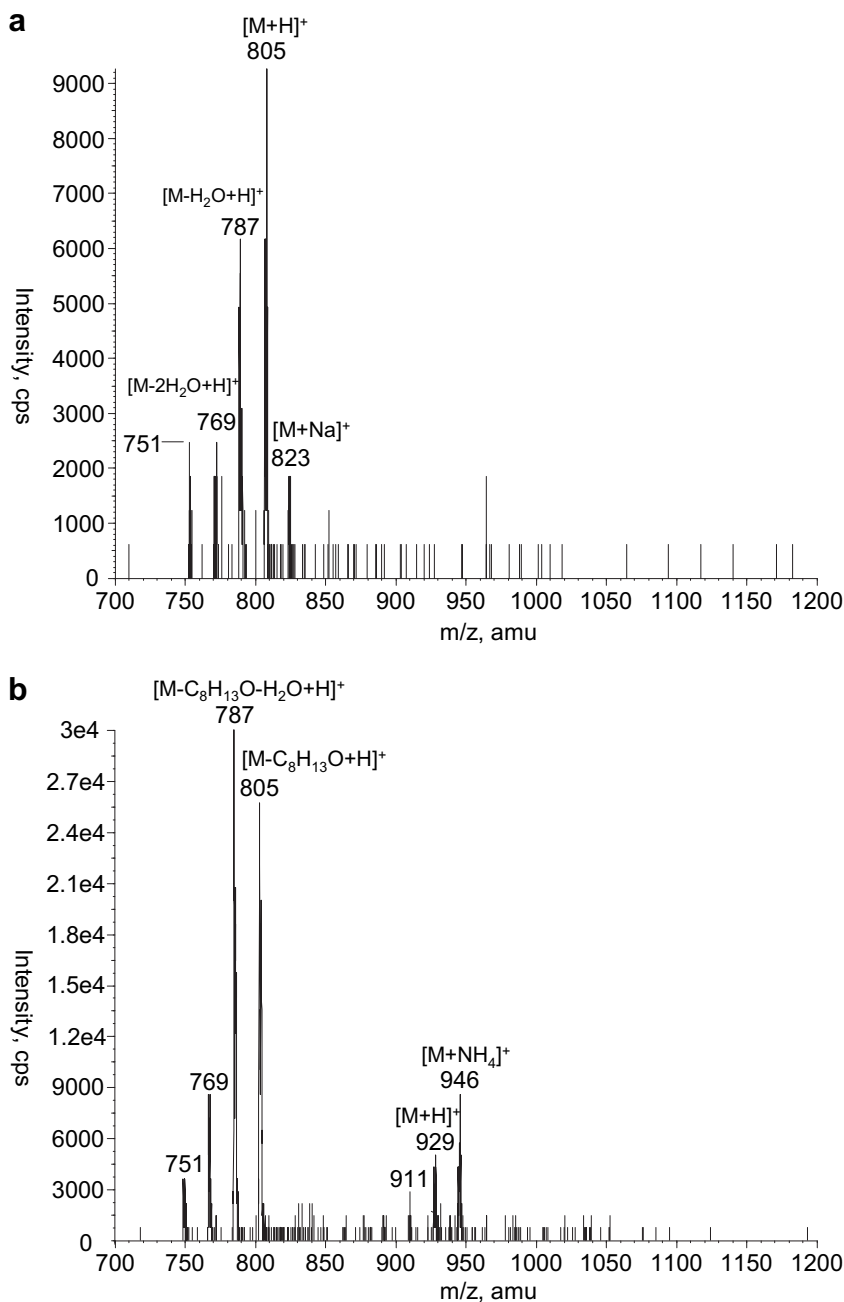 a
[M+H]+
805
9000
8000
7000
[M-H₂O+H]+
787
6000
5000
4000
[M-2H₂O+H]+
3000
769
[M+Na]+
751
823
2000
1000
0
Intensity, cps
700 750 800 850 900 950 1000 1050 1100 1150 1200
m/z, amu
b
[M-C₈H₁₃O-H₂O+H]+
787
3e4
[M-C₈H₁₃O+H]+
805
2.7e4
2.4e4
2.1e4
1.8e4
1.5e4
1.2e4
[M+NH₄]+
946
9000
769
[M+H]+
929
6000
911
751
3000
0
Intensity, cps
700 750 800 850 900 950 1000 1050 1100 1150 1200
m/z, amu